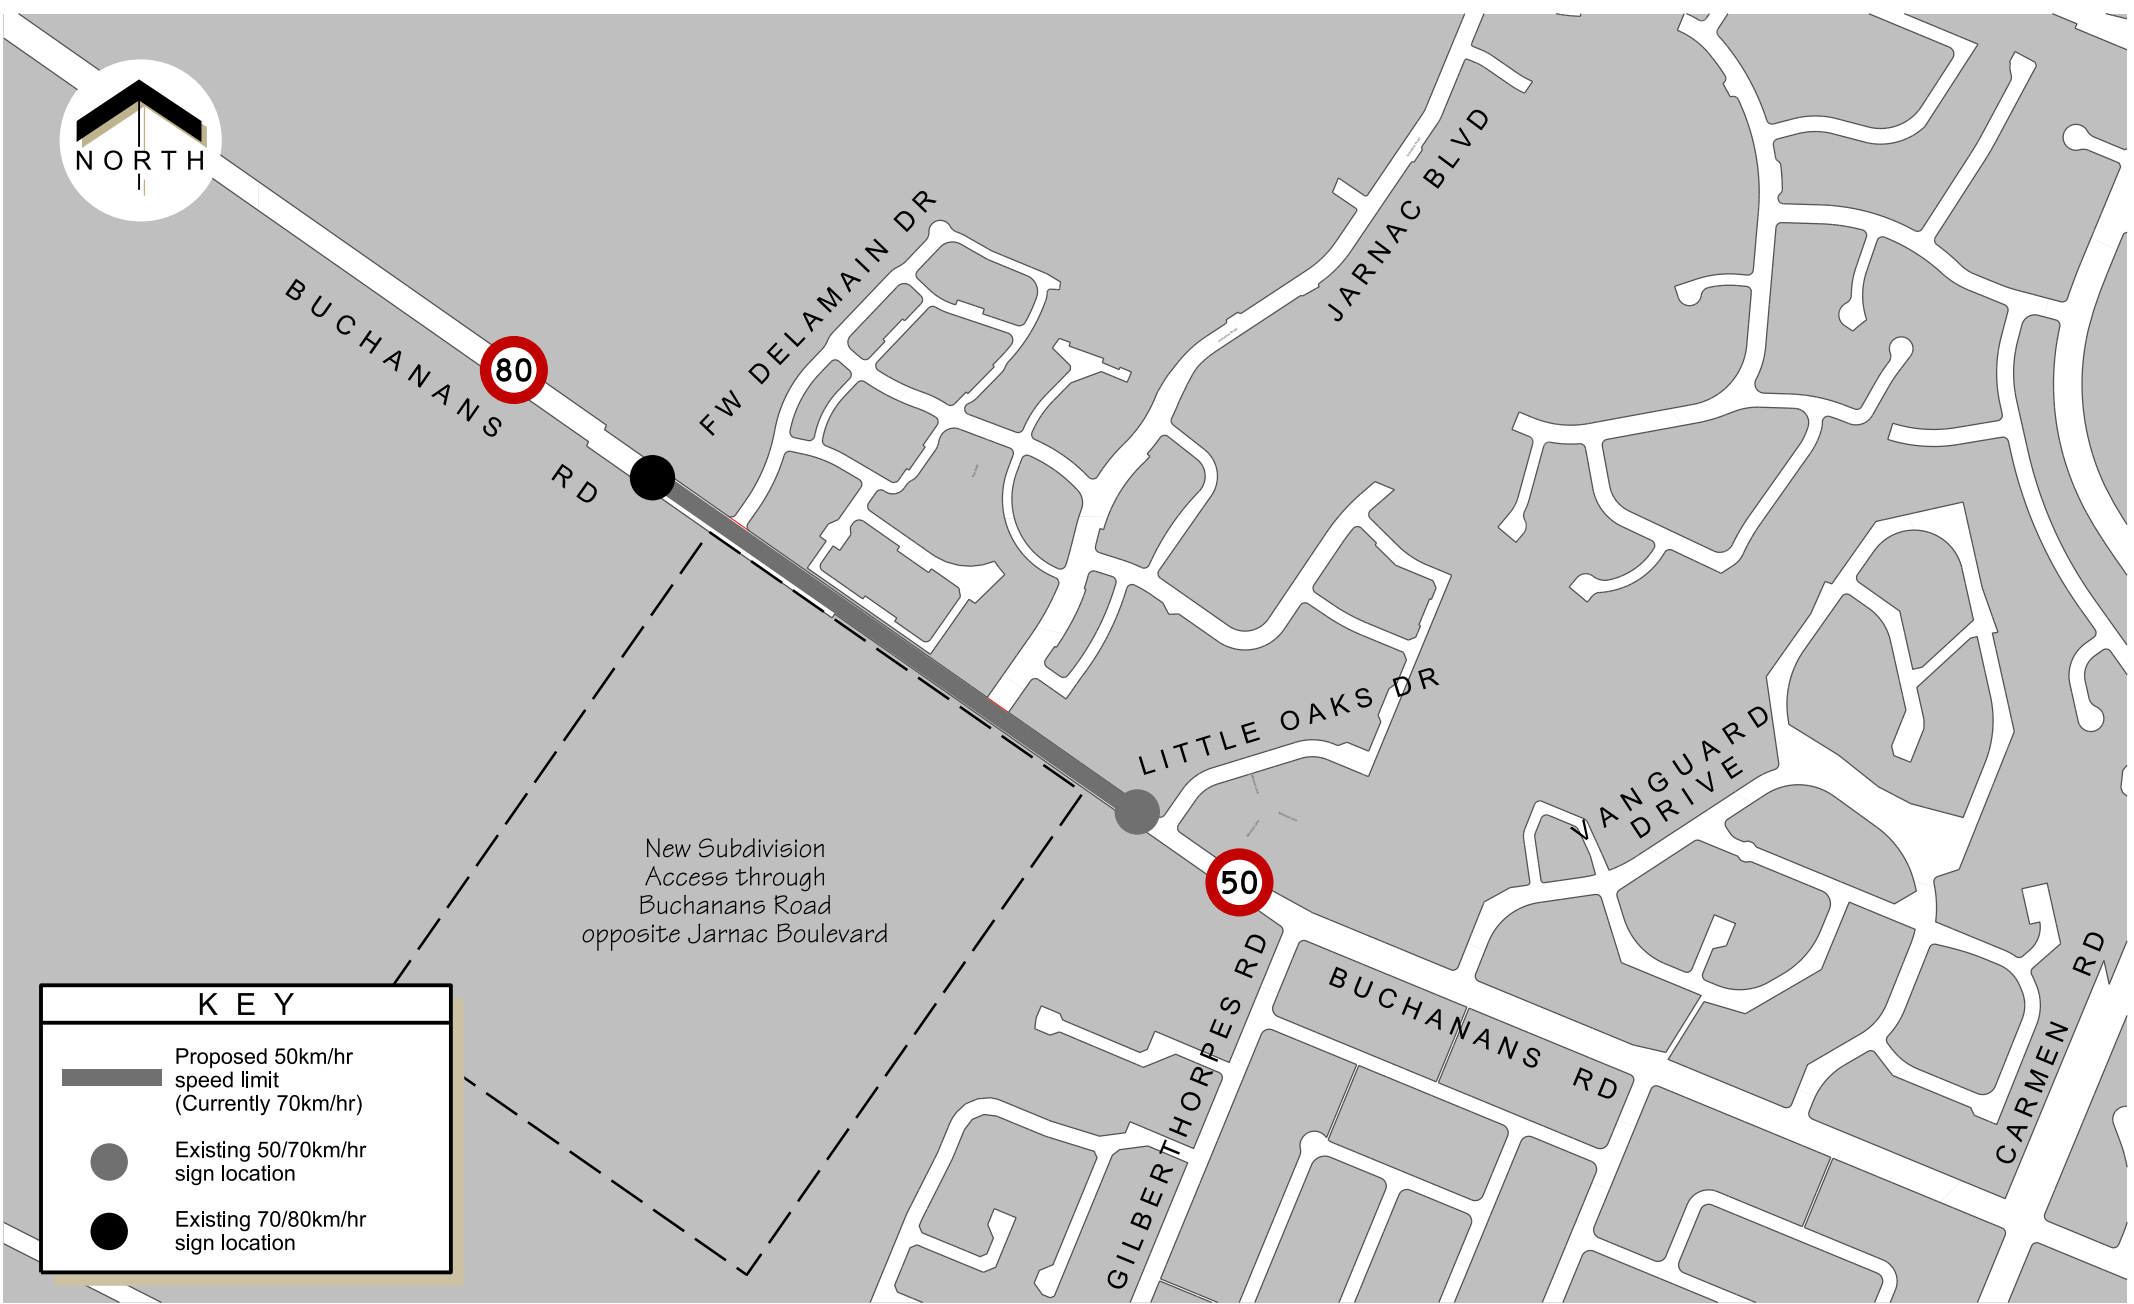 NORTH
BUCHANANS RD
80
FW DELAMAIN DR
JARNAC BLVD
LITTLE OAKS DR
VANGUARD
DRIVE
50
New Subdivision
Access through
Buchanans Road
opposite Jarnac Boulevard
GILBERTHORPES RD
BUCHANANS RD
CARMEN RD
KEY
Proposed 50km/hr
speed limit
(Currently 70km/hr)
Existing 50/70km/hr
sign location
Existing 70/80km/hr
sign location